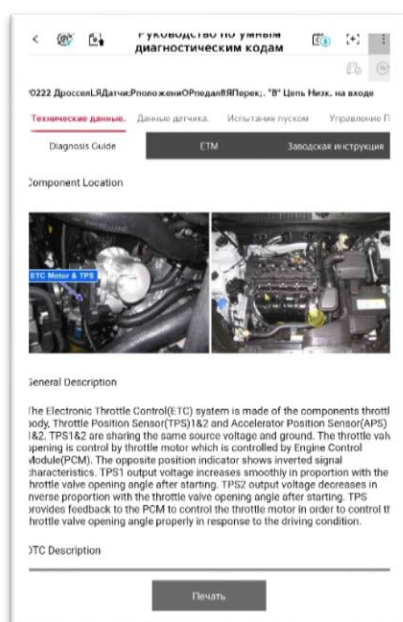 Руководство по умным
диагностическим кодам
0222 ДросселLЯДатчи:РположениОРпедал8ЯПерек;. "B" Цепь Низк. на входе
Технические данные. Данные датчика. Испытания пуском Управление П
Diagnosis Guide ETM Заводская инструкция
Component Location
ETC Motor & TPS
General Description
The Electronic Throttle Control(ETC) system is made of the components throttl
body, Throttle Position Sensor(TPS)1&2 and Accelerator Position Sensor(APS)
1&2. TPS1&2 are sharing the same source voltage and ground. The throttle valv
opening is control by throttle motor which is controlled by Engine Control
Module(PCM). The opposite position indicator shows inverted signal
characteristics. TPS1 output voltage increases smoothly in proportion with the
throttle valve opening angle after starting. TPS2 output voltage decreases in
nverse proportion with the throttle valve opening angle after starting. TPS
provides feedback to the PCM to control the throttle motor in order to control th
throttle valve opening angle properly in response to the driving condition.
DTC Description
Печать